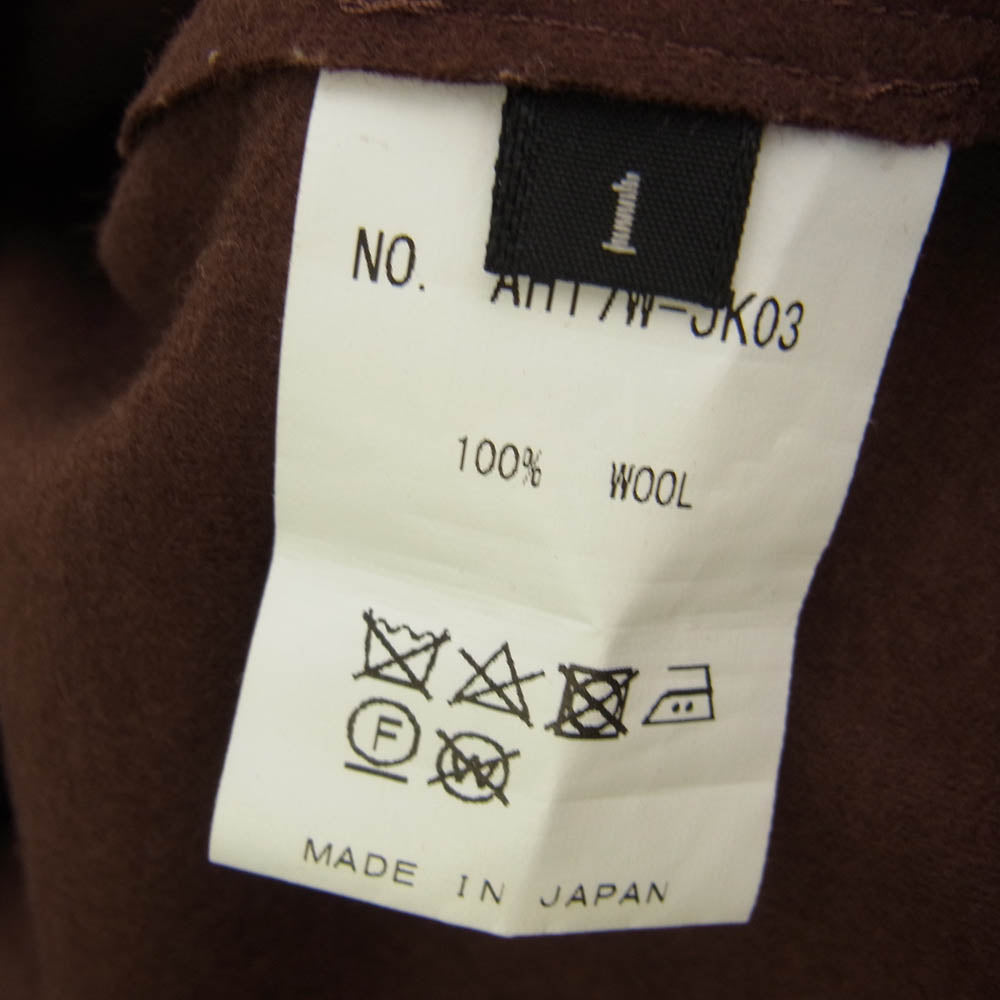 1
NO. AH17W-JK03
100% WOOL
F
W
MADE IN JAPAN